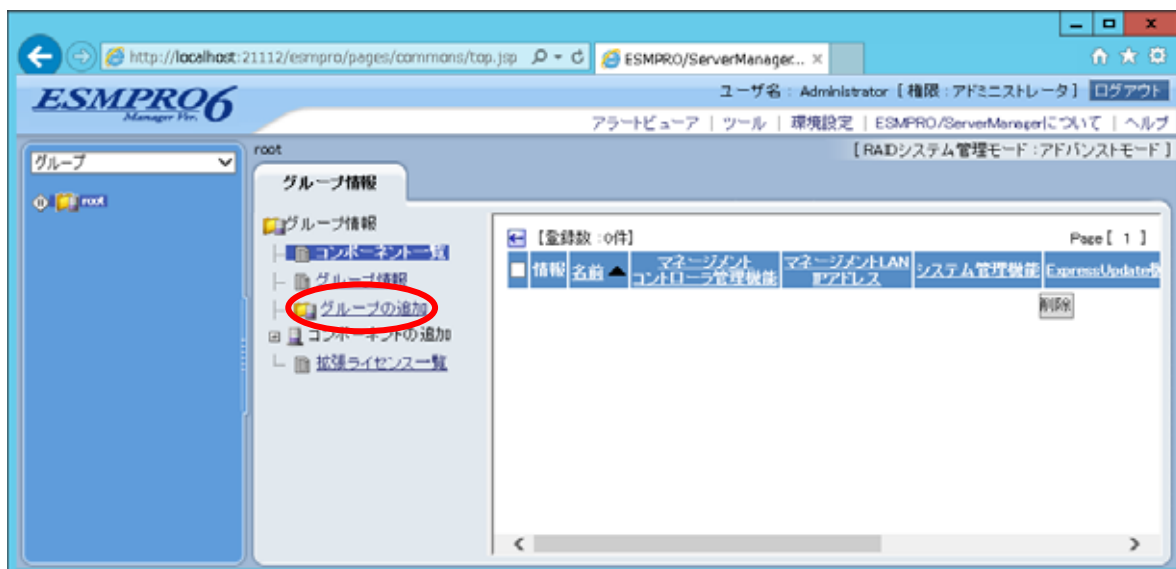 http://localhost:21112/esmpro/pages/commons/top.jsp
ESMPRO/ServerManager...
ESMPRO6
Manager Ver.
ユーザ名 : Administrator [ 権限 : アドミニストレータ ] ログアウト
アラートビューア | ツール | 環境設定 | ESMPRO/ServerManagerについて | ヘルプ
グループ
root
root
[ RAIDシステム管理モード : アドバンストモード ]
グループ情報
グループ情報
コンポーネント一覧
グループ情報
グループの追加
コンポーネントの追加
拡張ライセンス一覧
[登録数 : 0件]
Page [ 1 ]
情報 名前 マネージメントコントローラ管理機能 マネージメントLAN IPアドレス システム管理機能 ExpressUpdate
削除